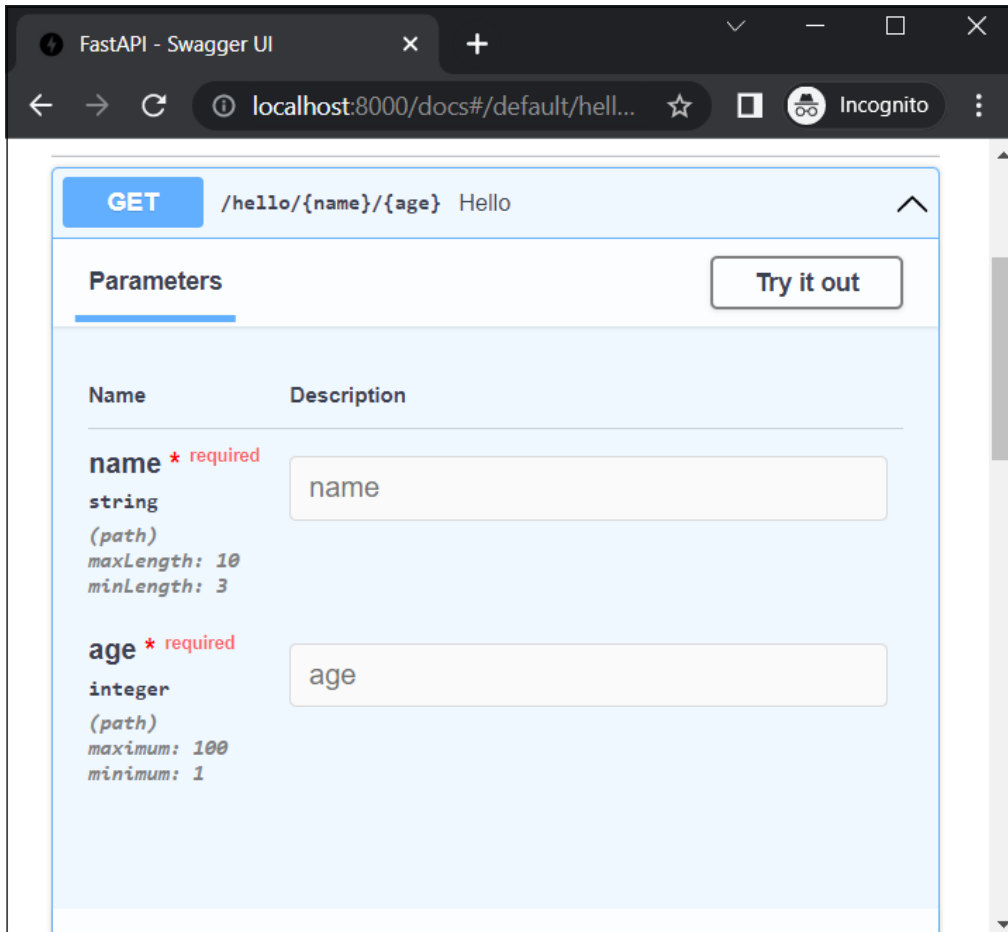 FastAPI - Swagger UI
localhost:8000/docs#/default/hell... Incognito
GET /hello/{name}/{age} Hello
Parameters Try it out
Name Description
name * required name
string
(path)
maxLength: 10
minLength: 3
age * required age
integer
(path)
maximum: 100
minimum: 1